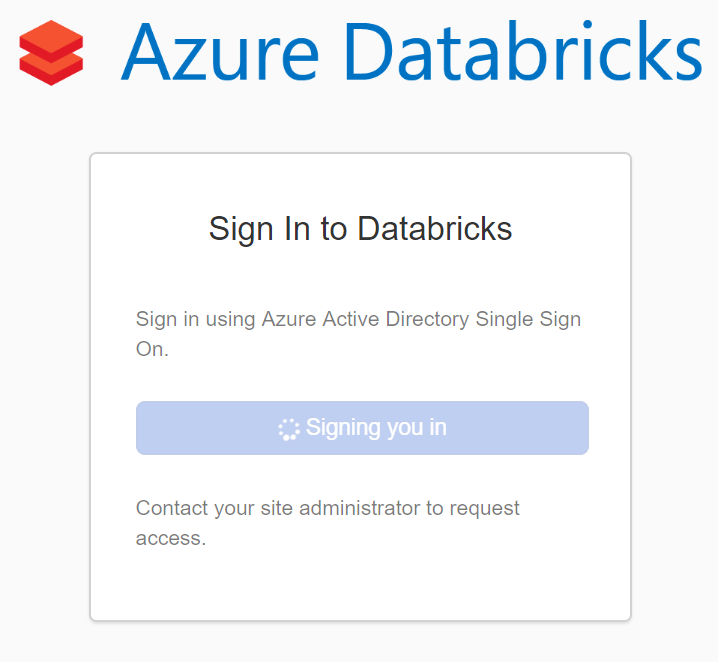 Azure Databricks
Sign In to Databricks
Sign in using Azure Active Directory Single Sign
On.
Signing you in
Contact your site administrator to request
access.